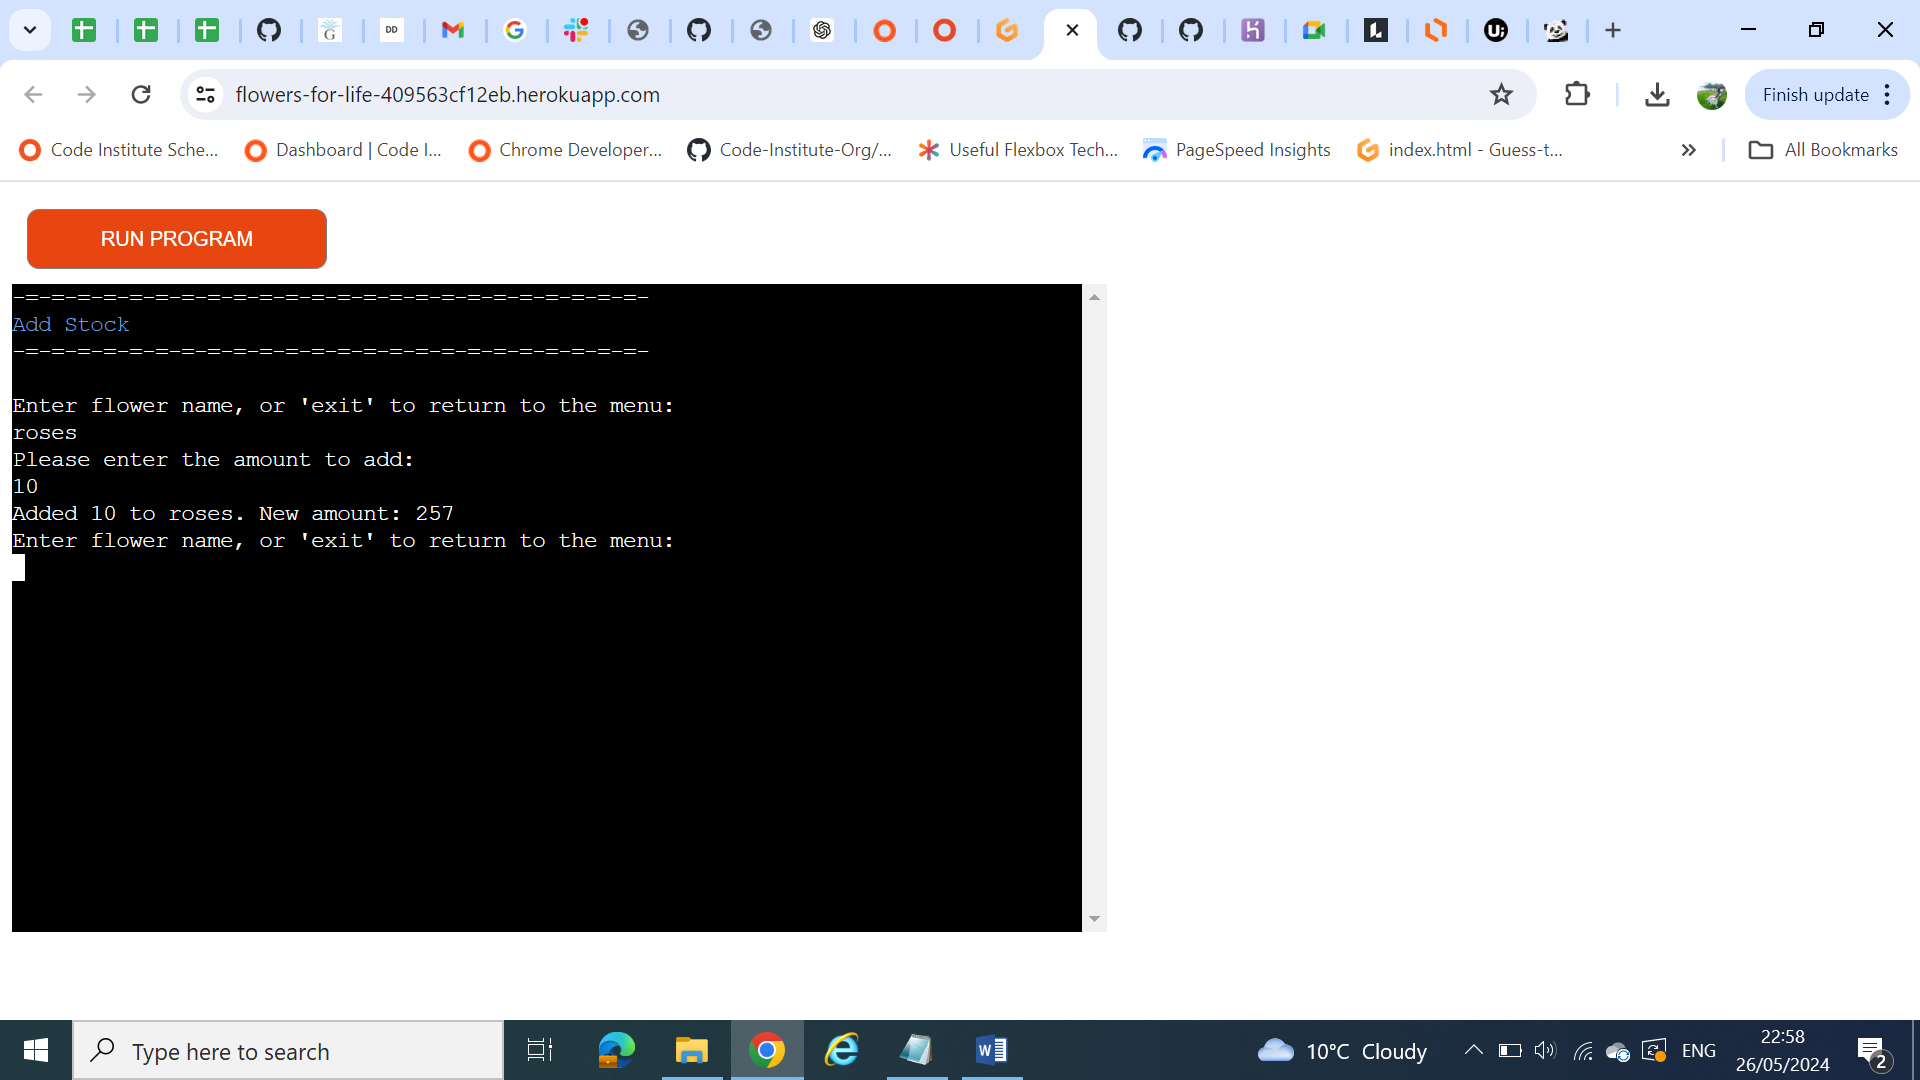 DD
Ui
flowers-for-life-409563cf12eb.herokuapp.com
Finish update
Code Institute Sche...
Dashboard | Code I...
Chrome Developer...
Code-Institute-Org/...
Useful Flexbox Tech...
PageSpeed Insights
index.html - Guess-t...
All Bookmarks
RUN PROGRAM
-=-=-=-=-=-=-=-=-=-=-=-=-=-=-=-=-=-=-=-=-=-=-=-=-
Add Stock
-=-=-=-=-=-=-=-=-=-=-=-=-=-=-=-=-=-=-=-=-=-=-=-=-
Enter flower name, or 'exit' to return to the menu:
roses
Please enter the amount to add:
10
Added 10 to roses. New amount: 257
Enter flower name, or 'exit' to return to the menu:
Type here to search
10°C Cloudy
ENG
22:58
26/05/2024
2